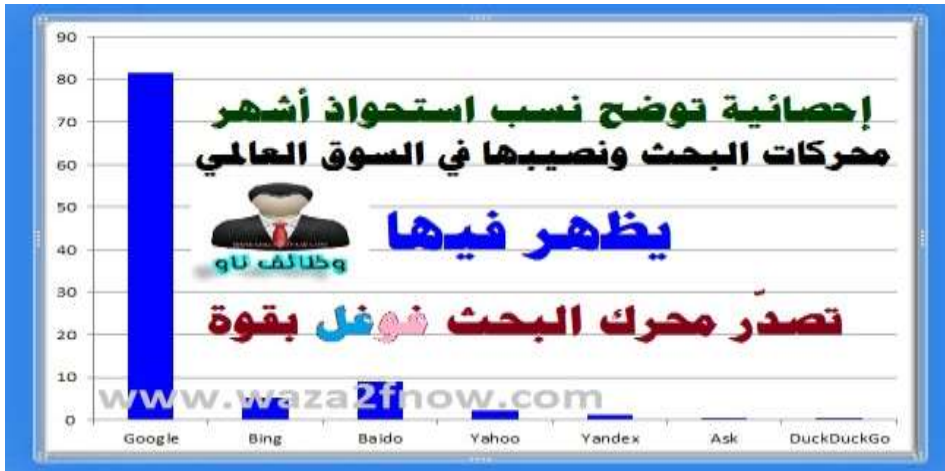 90
80
70
60
50
40
30
20
10
0
إحصائية توضح نسب استحواذ أشهر
محركات البحث ونصيبها في السوق العالمي
يظهر فيها
وظائف ناو
تصدّر محرك البحث غوغل بقوة
www.waza2fnow.com
Google Bing Baido Yahoo Yandex Ask DuckDuckGo